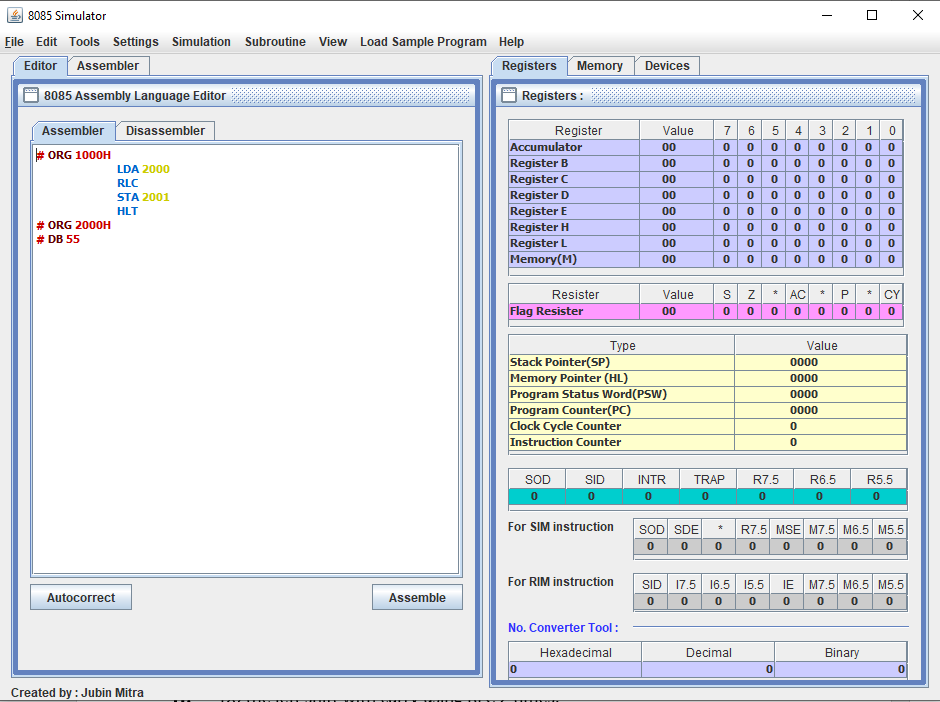 8085 Simulator
File Edit Tools Settings Simulation Subroutine View Load Sample Program Help
Editor Assembler
8085 Assembly Language Editor
Assembler Disassembler
# ORG 1000H
LDA 2000
RLC
STA 2001
HLT
# ORG 2000H
# DB 55
Autocorrect Assemble
Created by : Jubin Mitra
Registers Memory Devices
Registers :
Register Value 7 6 5 4 3 2 1 0
Accumulator 00 0 0 0 0 0 0 0 0
Register B 00 0 0 0 0 0 0 0 0
Register C 00 0 0 0 0 0 0 0 0
Register D 00 0 0 0 0 0 0 0 0
Register E 00 0 0 0 0 0 0 0 0
Register H 00 0 0 0 0 0 0 0 0
Register L 00 0 0 0 0 0 0 0 0
Memory(M) 00 0 0 0 0 0 0 0 0
Resister Value S Z * AC * P * CY
Flag Resister 00 0 0 0 0 0 0 0 0
Type Value
Stack Pointer(SP) 0000
Memory Pointer (HL) 0000
Program Status Word(PSW) 0000
Program Counter(PC) 0000
Clock Cycle Counter 0
Instruction Counter 0
SOD SID INTR TRAP R7.5 R6.5 R5.5
0 0 0 0 0 0 0
For SIM instruction
SOD SDE * R7.5 MSE M7.5 M6.5 M5.5
0 0 0 0 0 0 0 0
For RIM instruction
SID I7.5 I6.5 I5.5 IE M7.5 M6.5 M5.5
0 0 0 0 0 0 0 0
No. Converter Tool :
Hexadecimal Decimal Binary
0 0 0